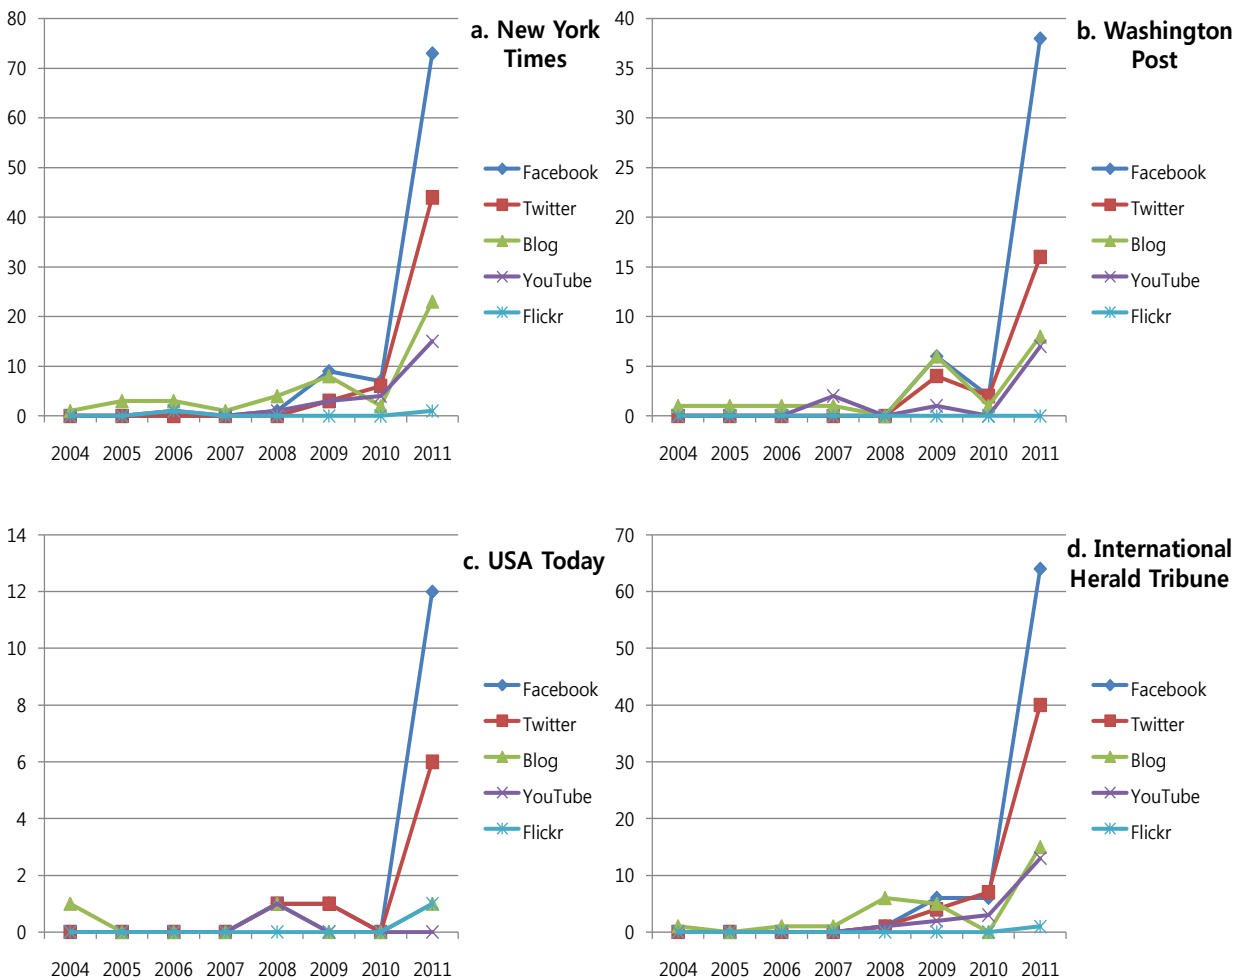 a. New York
Times
80
70
60
50
40
30
20
10
0
2004 2005 2006 2007 2008 2009 2010 2011
Facebook
Twitter
Blog
YouTube
Flickr
b. Washington
Post
40
35
30
25
20
15
10
5
0
2004 2005 2006 2007 2008 2009 2010 2011
Facebook
Twitter
Blog
YouTube
Flickr
c. USA Today
14
12
10
8
6
4
2
0
2004 2005 2006 2007 2008 2009 2010 2011
Facebook
Twitter
Blog
YouTube
Flickr
d. International
Herald Tribune
70
60
50
40
30
20
10
0
2004 2005 2006 2007 2008 2009 2010 2011
Facebook
Twitter
Blog
YouTube
Flickr